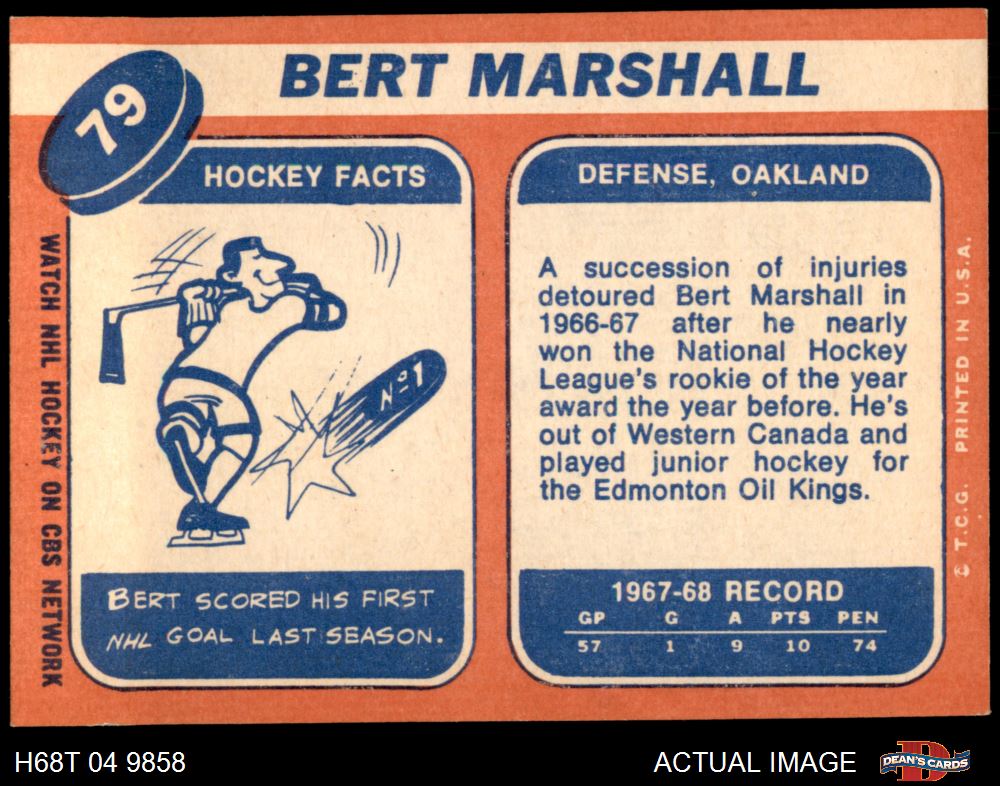 BERT MARSHALL
79
HOCKEY FACTS
Nº 1
BERT SCORED HIS FIRST
NHL GOAL LAST SEASON.
WATCH NHL HOCKEY ON CBS NETWORK
DEFENSE, OAKLAND
A succession of injuries
detoured Bert Marshall in
1966-67 after he nearly
won the National Hockey
League's rookie of the year
award the year before. He's
out of Western Canada and
played junior hockey for
the Edmonton Oil Kings.
1967-68 RECORD
GP G A PTS PEN
57 1 9 10 74
© T.C.G. PRINTED IN U.S.A.
H68T 04 9858
ACTUAL IMAGE
D
DEAN'S CARDS